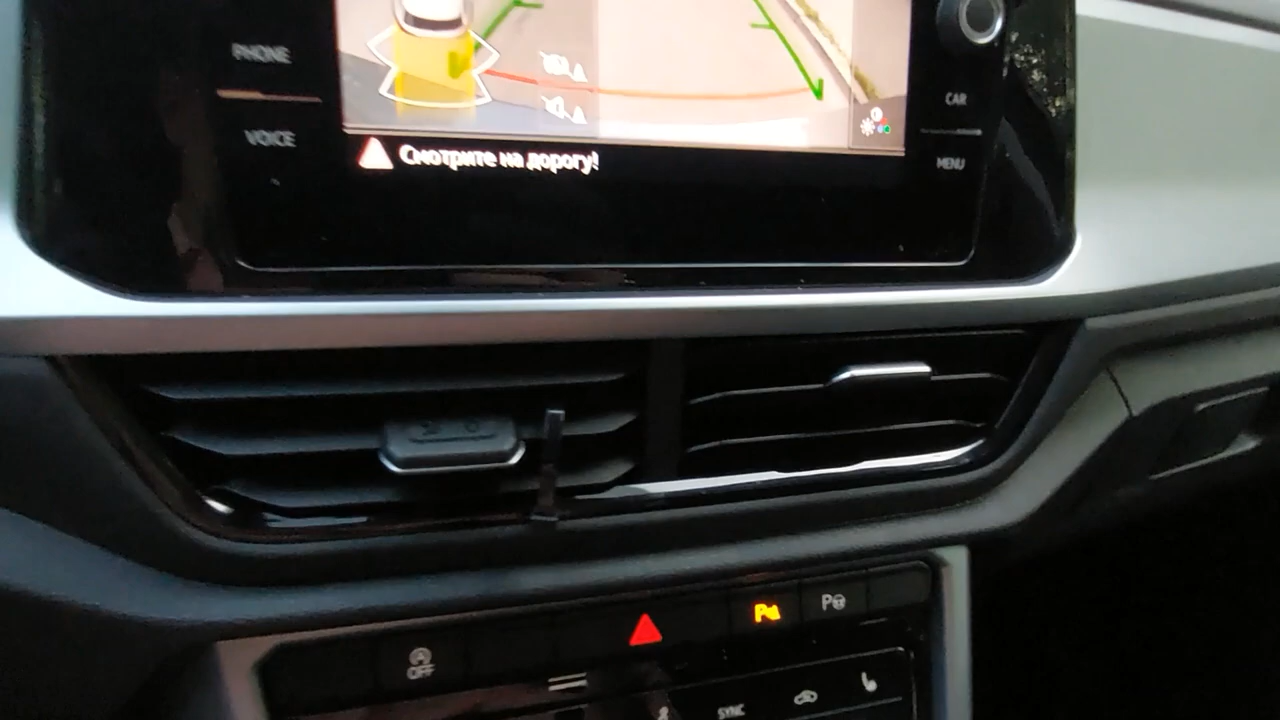 PHONE
VOICE
CAR
MENU
Смотрите на дорогу!
OFF
SYNC